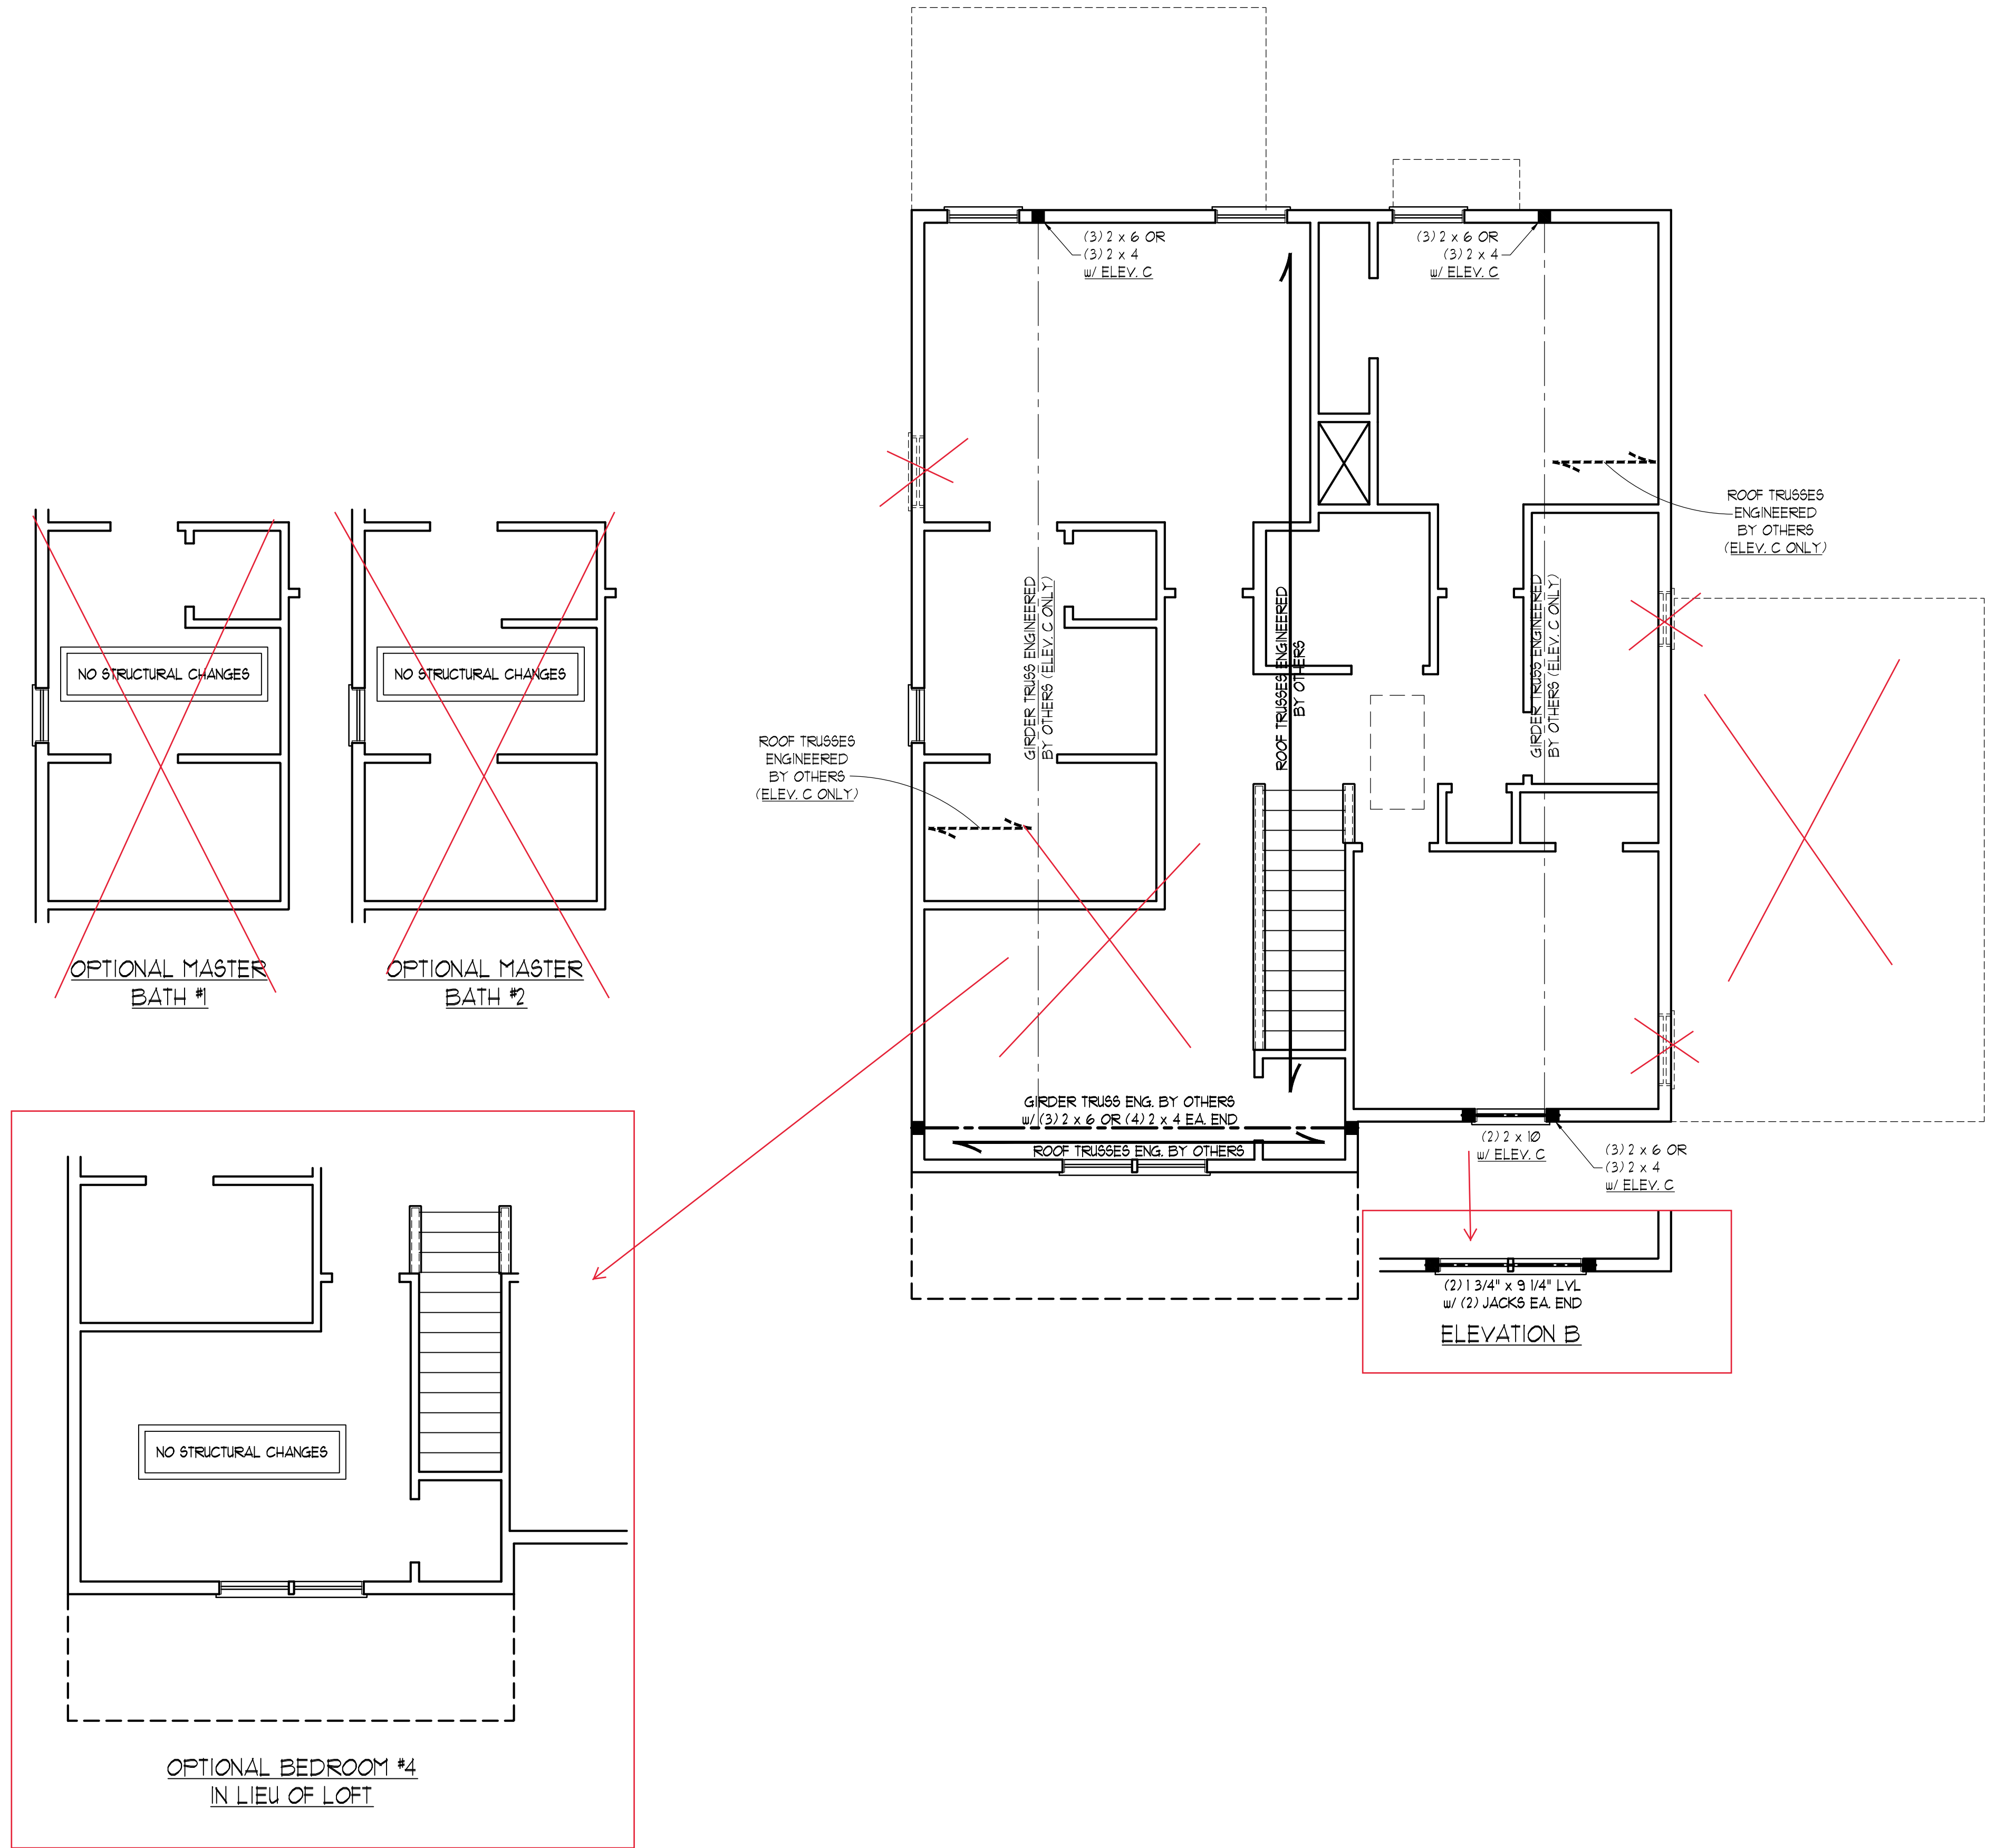 (3) 2 x 6 OR
(3) 2 x 4
w/ ELEV. C
(3) 2 x 6 OR
(3) 2 x 4
w/ ELEV. C
ROOF TRUSSES
ENGINEERED
BY OTHERS
(ELEV. C ONLY)
GIRDER TRUSS ENGINEERED
BY OTHERS (ELEV. C ONLY)
ROOF TRUSSES ENGINEERED
BY OTHERS
GIRDER TRUSS ENGINEERED
BY OTHERS (ELEV. C ONLY)
NO STRUCTURAL CHANGES
NO STRUCTURAL CHANGES
ROOF TRUSSES
ENGINEERED
BY OTHERS
(ELEV. C ONLY)
OPTIONAL MASTER
BATH #1
OPTIONAL MASTER
BATH #2
GIRDER TRUSS ENG. BY OTHERS
w/ (3) 2 x 6 OR (4) 2 x 4 EA. END
ROOF TRUSSES ENG. BY OTHERS
(2) 2 x 10
w/ ELEV. C
(3) 2 x 6 OR
(3) 2 x 4
w/ ELEV. C
(2) 1 3/4" x 9 1/4" LVL
w/ (2) JACKS EA. END
ELEVATION B
NO STRUCTURAL CHANGES
OPTIONAL BEDROOM #4
IN LIEU OF LOFT